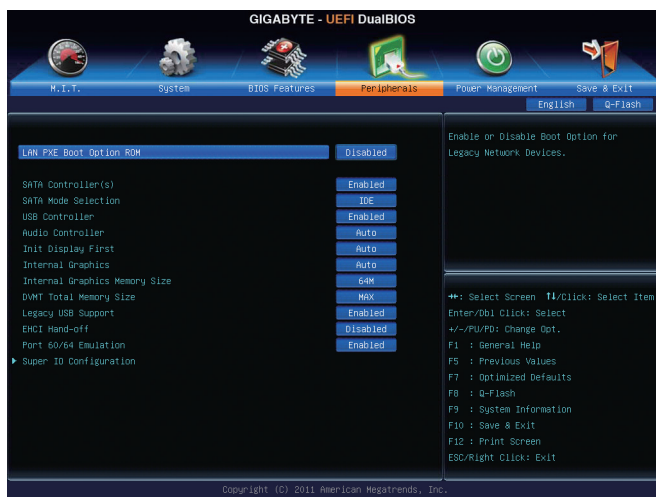 GIGABYTE - UEFI DualBIOS
M.I.T. System BIOS Features Peripherals Power Management Save & Exit
English Q-Flash
LAN PXE Boot Option ROM Disabled
SATA Controller(s) Enabled
SATA Mode Selection IDE
USB Controller Enabled
Audio Controller Auto
Init Display First Auto
Internal Graphics Auto
Internal Graphics Memory Size 64M
DVMT Total Memory Size MAX
Legacy USB Support Enabled
EHCI Hand-off Disabled
Port 60/64 Emulation Enabled
Super IO Configuration
Enable or Disable Boot Option for
Legacy Network Devices.
→←: Select Screen ↑↓/Click: Select Item
Enter/Dbl Click: Select
+/-/PU/PD: Change Opt.
F1 : General Help
F5 : Previous Values
F7 : Optimized Defaults
F8 : Q-Flash
F9 : System Information
F10 : Save & Exit
F12 : Print Screen
ESC/Right Click: Exit
Copyright (C) 2011 American Megatrends, Inc.